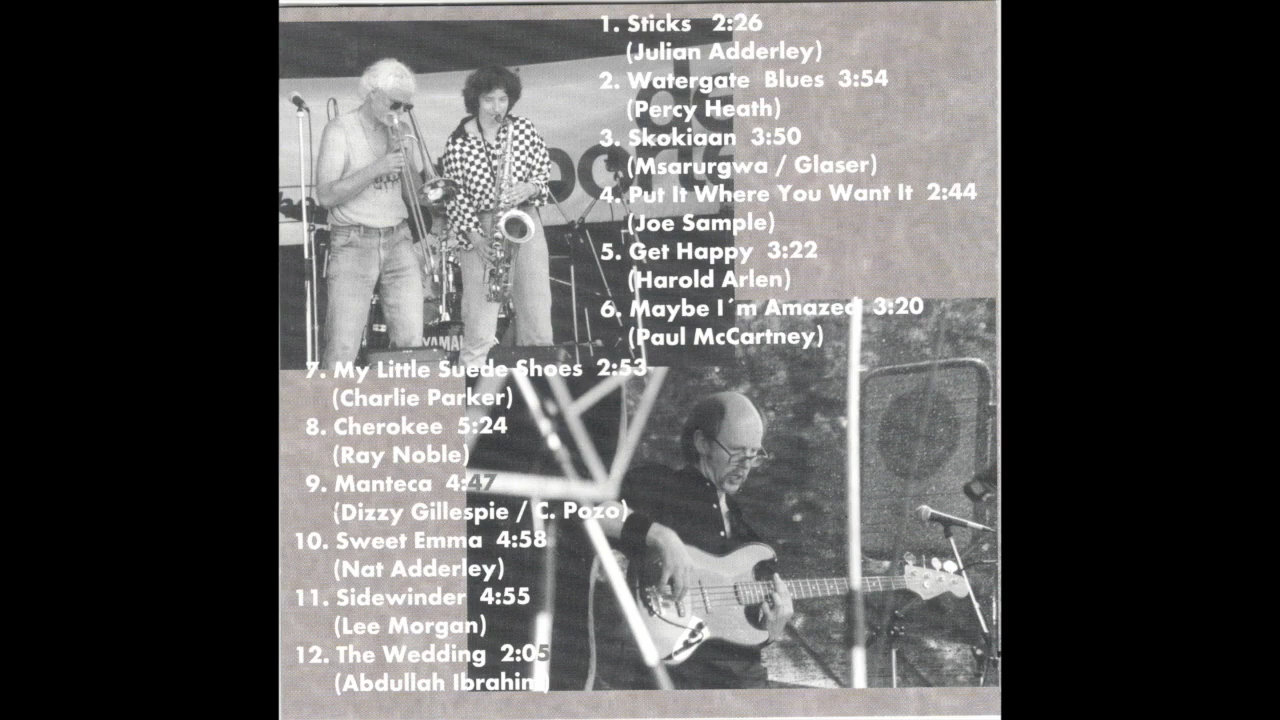 1. Sticks 2:26
(Julian Adderley)
2. Watergate Blues 3:54
(Percy Heath)
3. Skokiaan 3:50
(Msarurgwa / Glaser)
4. Put It Where You Want It 2:44
(Joe Sample)
5. Get Happy 3:22
(Harold Arlen)
6. Maybe I´m Amazed 3:20
(Paul McCartney)
7. My Little Suede Shoes 2:53
(Charlie Parker)
8. Cherokee 5:24
(Ray Noble)
9. Manteca 4:47
(Dizzy Gillespie / C. Pozo)
10. Sweet Emma 4:58
(Nat Adderley)
11. Sidewinder 4:55
(Lee Morgan)
12. The Wedding 2:05
(Abdullah Ibrahim)
YAMAH